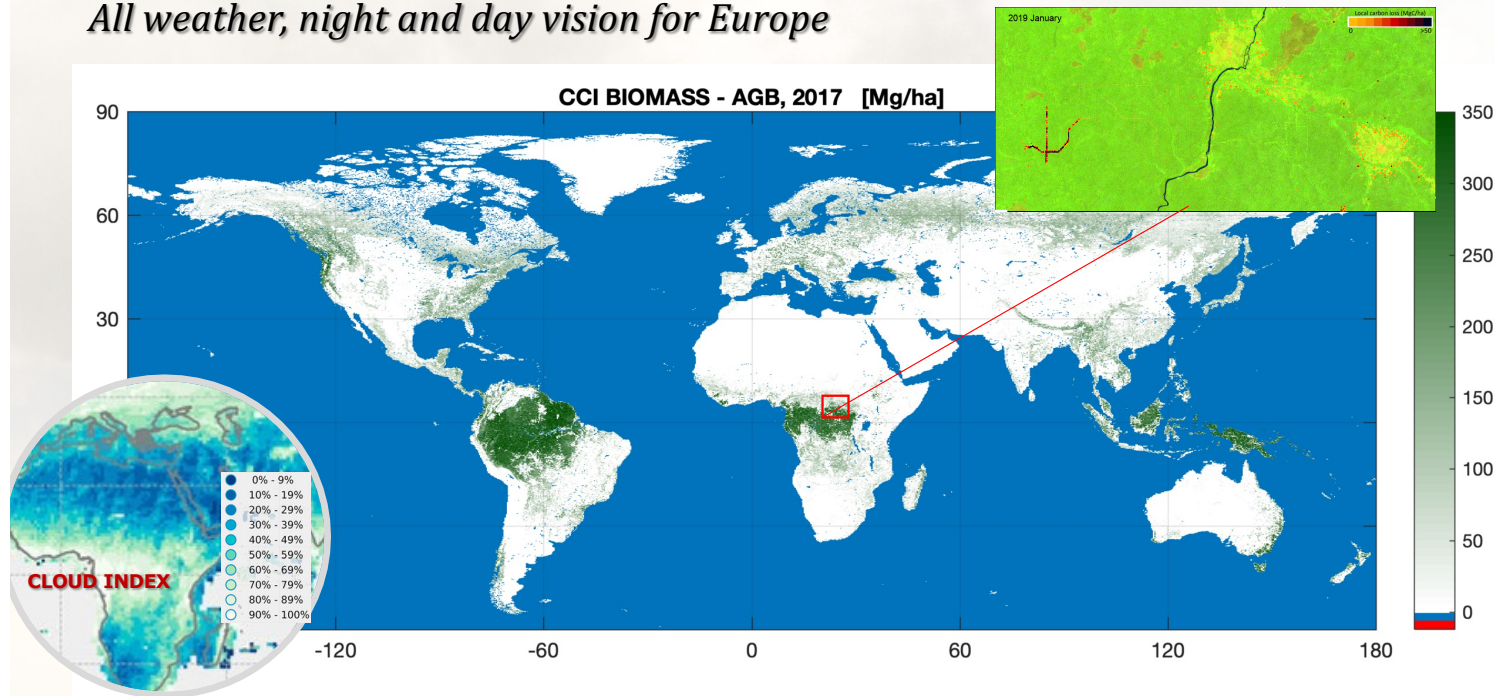 All weather, night and day vision for Europe
2019 January
Local carbon loss (MgC/ha)
0 >50
CCI BIOMASS - AGB, 2017 [Mg/ha]
90
60
30
350
300
250
200
150
100
50
0
-120 -60 0 60 120 180
0% - 9%
10% - 19%
20% - 29%
30% - 39%
40% - 49%
50% - 59%
60% - 69%
70% - 79%
80% - 89%
90% - 100%
CLOUD INDEX